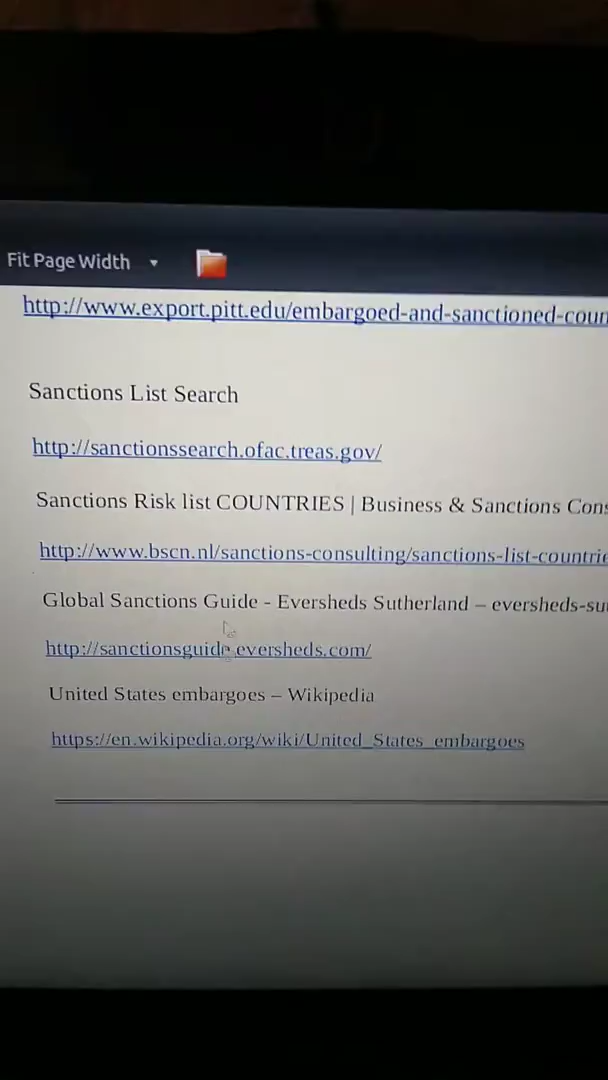 Fit Page Width
http://www.export.pitt.edu/embargoed-and-sanctioned-coun
Sanctions List Search
http://sanctionssearch.ofac.treas.gov/
Sanctions Risk list COUNTRIES | Business & Sanctions Cons
http://www.bscn.nl/sanctions-consulting/sanctions-list-countrie
Global Sanctions Guide - Eversheds Sutherland – eversheds-su
http://sanctionsguide.eversheds.com/
United States embargoes – Wikipedia
https://en.wikipedia.org/wiki/United_States_embargoes